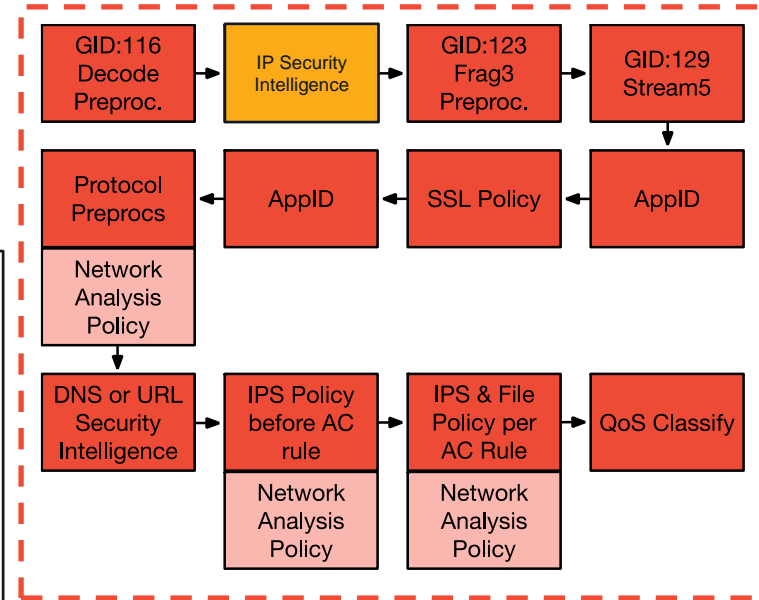 GID:116
Decode
Preproc.
IP Security
Intelligence
GID:123
Frag3
Preproc.
GID:129
Stream5
Protocol
Preprocs
AppID
SSL Policy
AppID
Network
Analysis
Policy
DNS or URL
Security
Intelligence
IPS Policy
before AC
rule
IPS & File
Policy per
AC Rule
QoS Classify
Network
Analysis
Policy
Network
Analysis
Policy